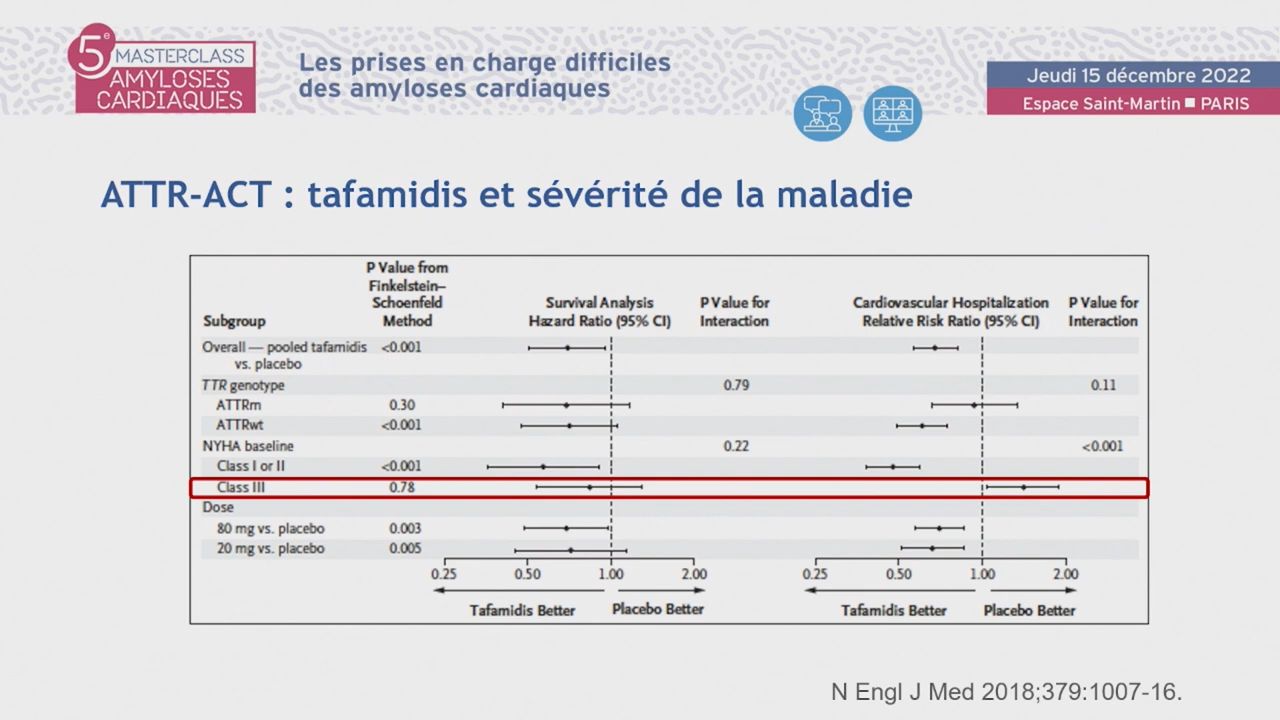 5e MASTERCLASS
AMYLOSES
CARDIAQUES
Les prises en charge difficiles
des amyloses cardiaques
Jeudi 15 décembre 2022
Espace Saint-Martin ■ PARIS
ATTR-ACT : tafamidis et sévérité de la maladie
Subgroup
P Value from
Finkelstein–
Schoenfeld
Method
Survival Analysis
Hazard Ratio (95% CI)
P Value for
Interaction
Cardiovascular Hospitalization
Relative Risk Ratio (95% CI)
P Value for
Interaction
Overall — pooled tafamidis <0.001
vs. placebo
TTR genotype 0.79 0.11
ATTRm 0.30
ATTRwt <0.001
NYHA baseline 0.22 <0.001
Class I or II <0.001
Class III 0.78
Dose
80 mg vs. placebo 0.003
20 mg vs. placebo 0.005
0.25 0.50 1.00 2.00 0.25 0.50 1.00 2.00
Tafamidis Better Placebo Better Tafamidis Better Placebo Better
N Engl J Med 2018;379:1007-16.